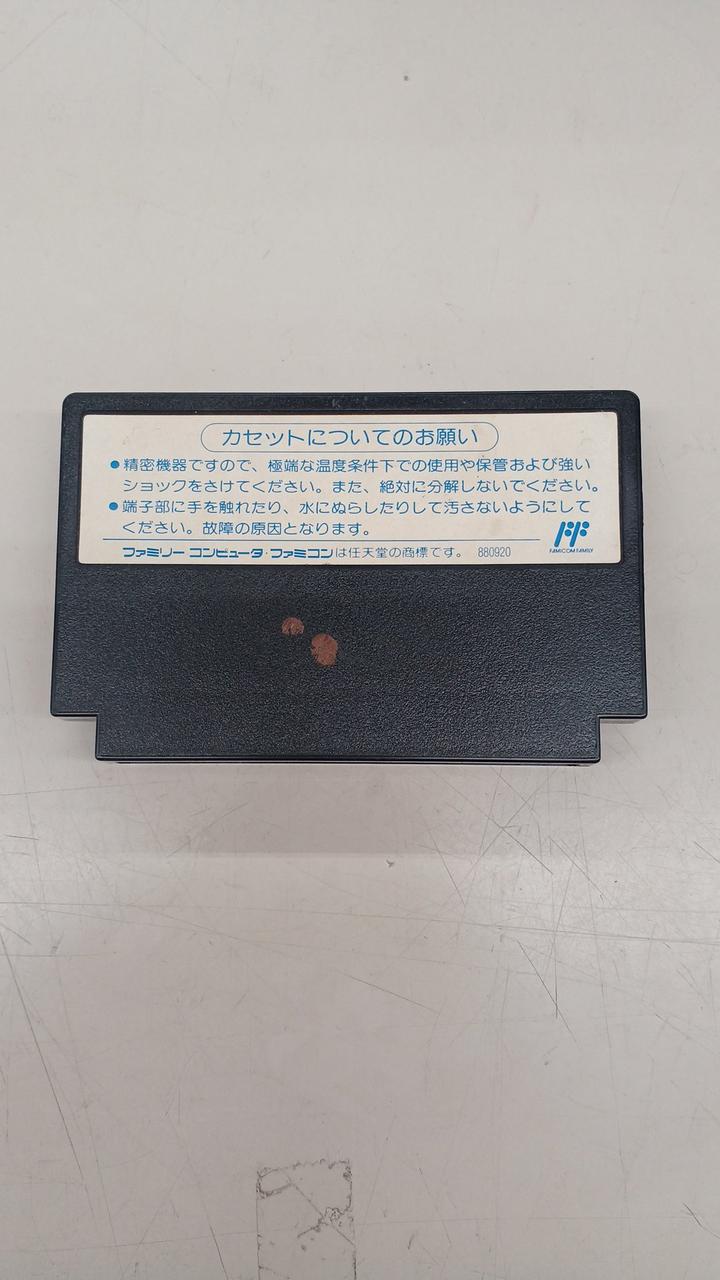 カセットについてのお願い
●精密機器ですので、極端な温度条件下での使用や保管および強い
ショックをさけてください。また、絶対に分解しないでください。
●端子部に手を触れたり、水にぬらしたりして汚さないようにして
ください。故障の原因となります。
FAMICOM FAMILY
ファミリー コンピュータ・ファミコンは任天堂の商標です。 880920